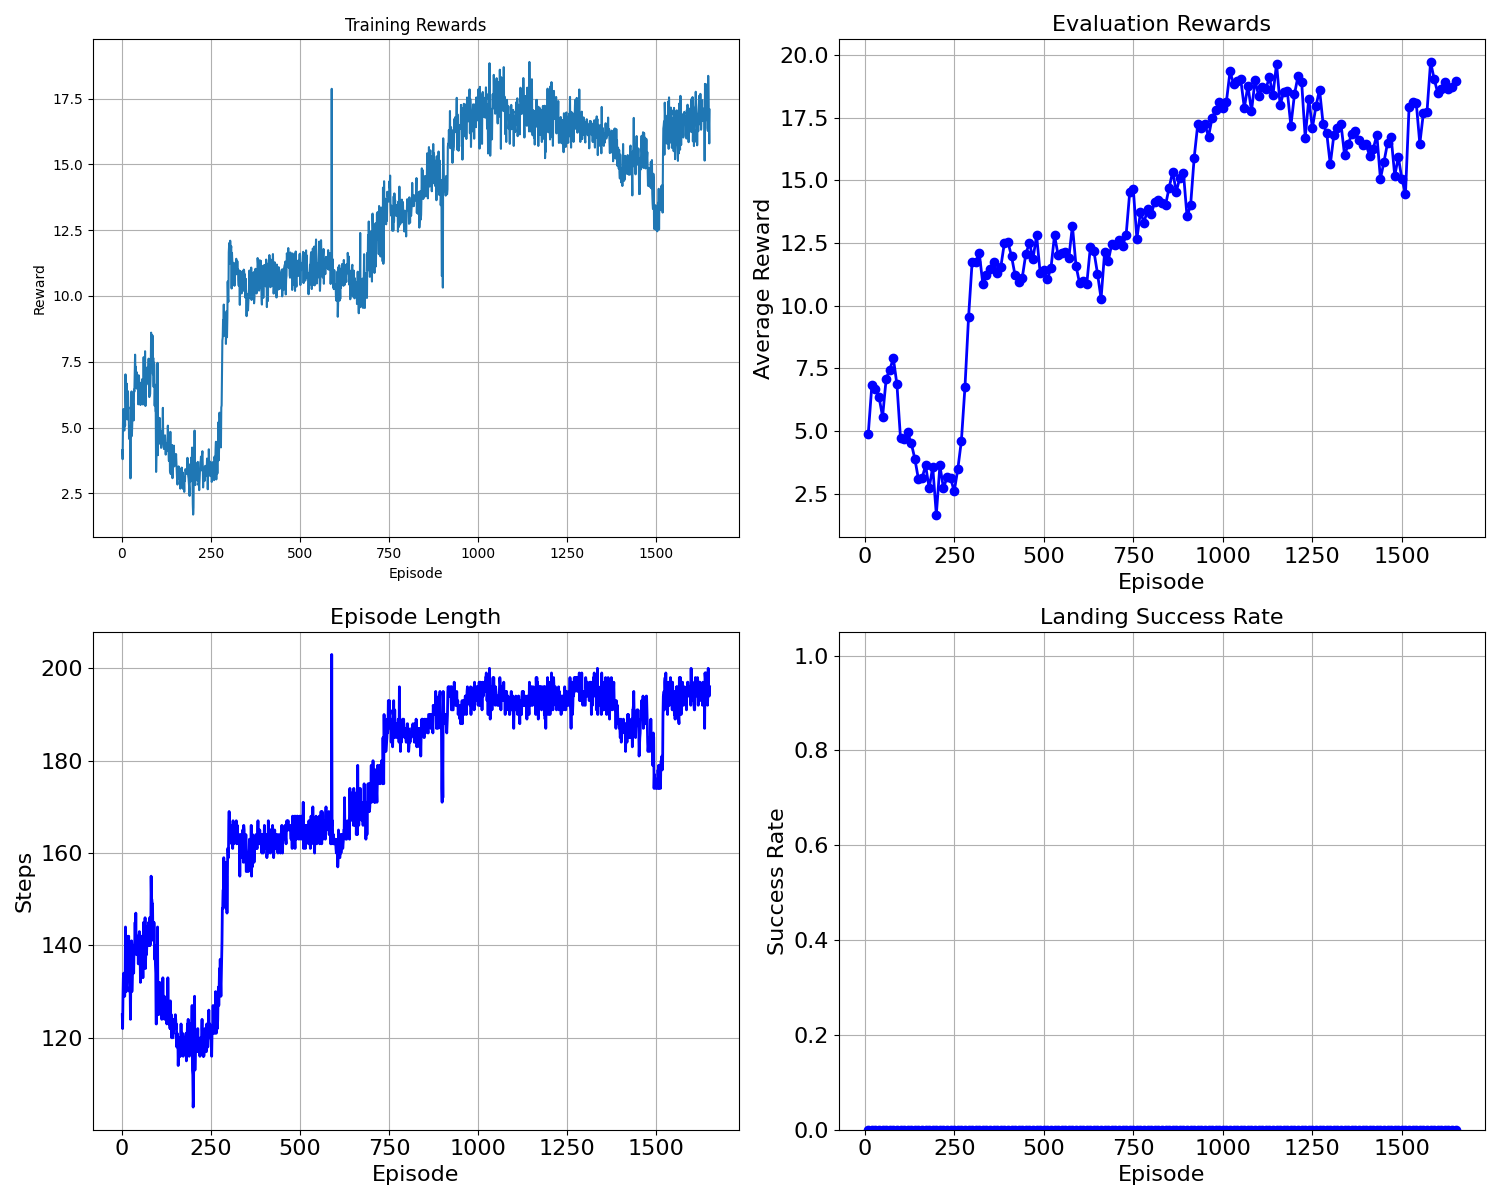 Training Rewards
Reward
17.5
15.0
12.5
10.0
7.5
5.0
2.5
0 250 500 750 1000 1250 1500
Episode
Evaluation Rewards
Average Reward
20.0
17.5
15.0
12.5
10.0
7.5
5.0
2.5
0 250 500 750 1000 1250 1500
Episode
Episode Length
Steps
200
180
160
140
120
0 250 500 750 1000 1250 1500
Episode
Landing Success Rate
Success Rate
1.0
0.8
0.6
0.4
0.2
0.0
0 250 500 750 1000 1250 1500
Episode